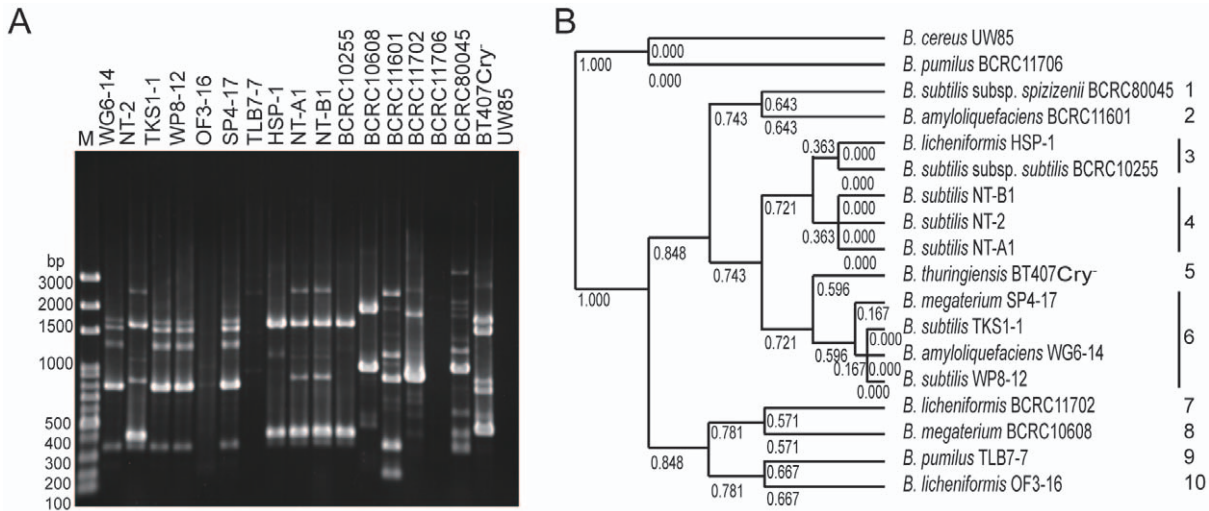 A
M
WG6-14
NT-2
TKS1-1
WP8-12
OF3-16
SP4-17
TLB7-7
HSP-1
NT-A1
NT-B1
BCRC10255
BCRC10608
BCRC11601
BCRC11702
BCRC11706
BCRC80045
BT407Cry⁻
UW85
bp
3000
2000
1500
1000
500
400
300
200
100
B
B. cereus UW85
0.000
1.000
B. pumilus BCRC11706
0.000
B. subtilis subsp. spizizenii BCRC80045 1
0.643
0.743
B. amyloliquefaciens BCRC11601 2
0.643
B. licheniformis HSP-1
0.363
0.000
3
B. subtilis subsp. subtilis BCRC10255
0.000
B. subtilis NT-B1
0.721
0.000
B. subtilis NT-2
4
0.363
0.000
0.848
B. subtilis NT-A1
0.000
0.743
B. thuringiensis BT407Cry⁻ 5
0.596
1.000
B. megaterium SP4-17
0.167
B. subtilis TKS1-1
0.721
0.000
6
0.596
B. amyloliquefaciens WG6-14
0.167
0.000
B. subtilis WP8-12
0.000
B. licheniformis BCRC11702 7
0.571
0.781
B. megaterium BCRC10608 8
0.571
0.848
B. pumilus TLB7-7 9
0.667
0.781
B. licheniformis OF3-16 10
0.667